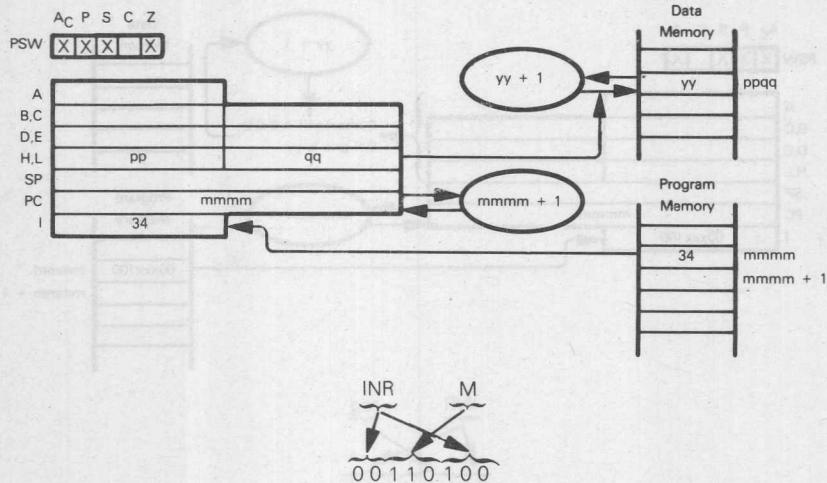 A_C P S C Z
PSW X X X X
Data
Memory
yy + 1
yy ppqq
A
B,C
D,E
H,L pp qq
SP
PC mmmm
I 34
mmmm + 1
Program
Memory
34 mmmm
mmmm + 1
INR M
00110100